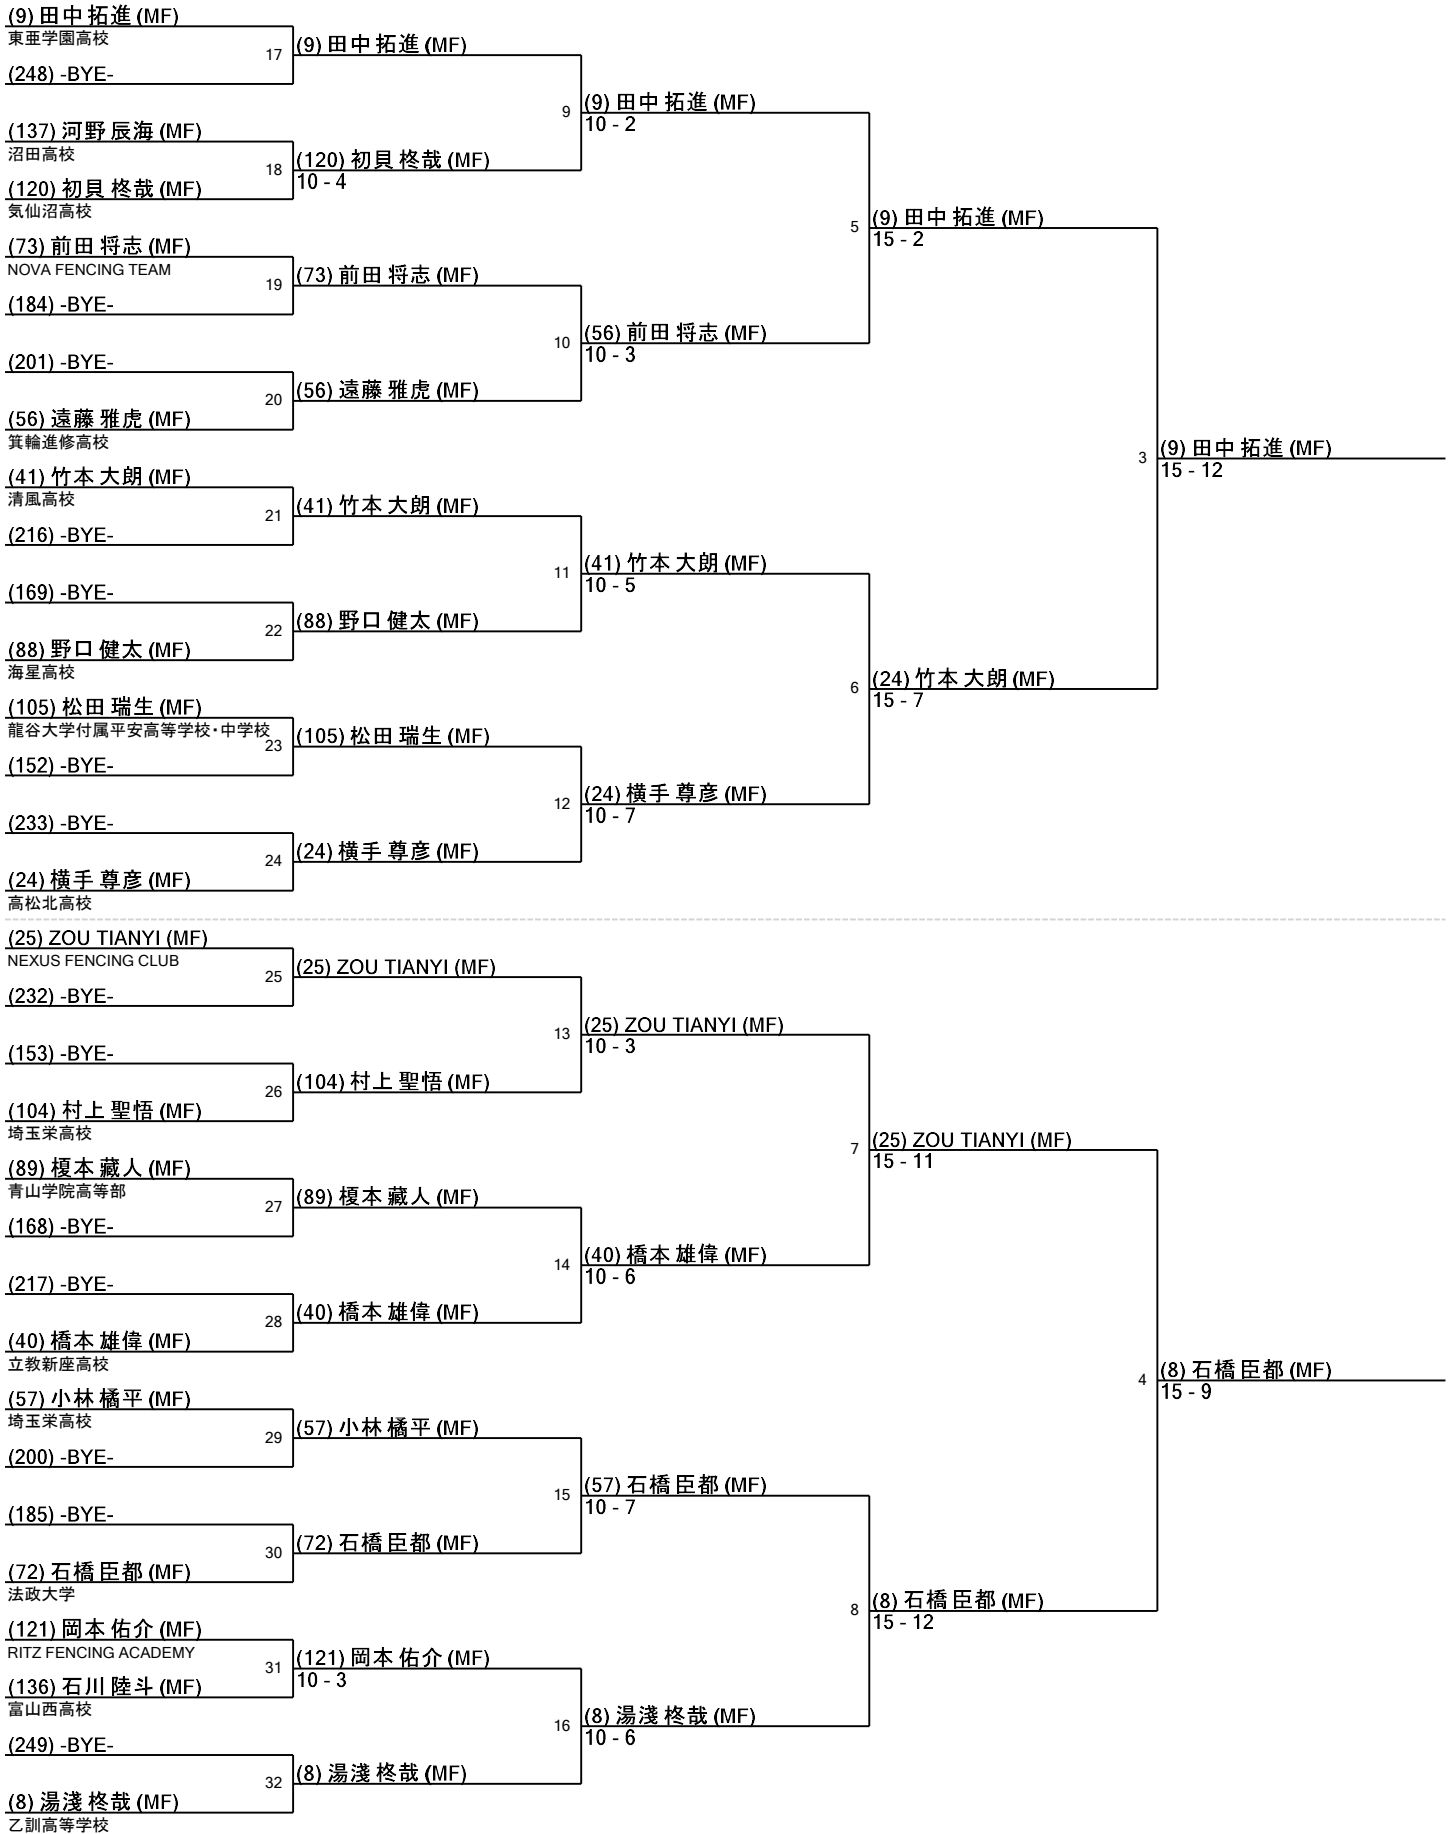 (9) 田中 拓進 (MF)
東亜学園高校
17
(248) -BYE-
(137) 河野 辰海 (MF)
沼田高校
18
(120) 初貝 柊哉 (MF)
気仙沼高校
(73) 前田 将志 (MF)
NOVA FENCING TEAM
19
(184) -BYE-
(201) -BYE-
20
(56) 遠藤 雅虎 (MF)
箕輪進修高校
(41) 竹本 大朗 (MF)
清風高校
21
(216) -BYE-
(169) -BYE-
22
(88) 野口 健太 (MF)
海星高校
(105) 松田 瑞生 (MF)
龍谷大学付属平安高等学校・中学校
23
(152) -BYE-
(233) -BYE-
24
(24) 横手 尊彦 (MF)
高松北高校
(9) 田中 拓進 (MF)
9
(120) 初貝 柊哉 (MF)
10 - 4
(73) 前田 将志 (MF)
10
(56) 遠藤 雅虎 (MF)
(41) 竹本 大朗 (MF)
11
(88) 野口 健太 (MF)
(105) 松田 瑞生 (MF)
12
(24) 横手 尊彦 (MF)
(9) 田中 拓進 (MF)
10 - 2
5
(56) 前田 将志 (MF)
10 - 3
(41) 竹本 大朗 (MF)
10 - 5
6
(24) 横手 尊彦 (MF)
10 - 7
(9) 田中 拓進 (MF)
15 - 2
3
(24) 竹本 大朗 (MF)
15 - 7
(9) 田中 拓進 (MF)
15 - 12
(25) ZOU TIANYI (MF)
NEXUS FENCING CLUB
25
(232) -BYE-
(153) -BYE-
26
(104) 村上 聖悟 (MF)
埼玉栄高校
(89) 榎本 藏人 (MF)
青山学院高等部
27
(168) -BYE-
(217) -BYE-
28
(40) 橋本 雄偉 (MF)
立教新座高校
(57) 小林 橘平 (MF)
埼玉栄高校
29
(200) -BYE-
(185) -BYE-
30
(72) 石橋 臣都 (MF)
法政大学
(121) 岡本 佑介 (MF)
RITZ FENCING ACADEMY
31
(136) 石川 陸斗 (MF)
富山西高校
(249) -BYE-
32
(8) 湯淺 柊哉 (MF)
乙訓高等学校
(25) ZOU TIANYI (MF)
13
(104) 村上 聖悟 (MF)
(89) 榎本 藏人 (MF)
14
(40) 橋本 雄偉 (MF)
(57) 小林 橘平 (MF)
15
(72) 石橋 臣都 (MF)
(121) 岡本 佑介 (MF)
10 - 3
16
(8) 湯淺 柊哉 (MF)
(25) ZOU TIANYI (MF)
10 - 3
7
(40) 橋本 雄偉 (MF)
10 - 6
(57) 石橋 臣都 (MF)
10 - 7
8
(8) 湯淺 柊哉 (MF)
10 - 6
(25) ZOU TIANYI (MF)
15 - 11
4
(8) 石橋 臣都 (MF)
15 - 12
(8) 石橋 臣都 (MF)
15 - 9